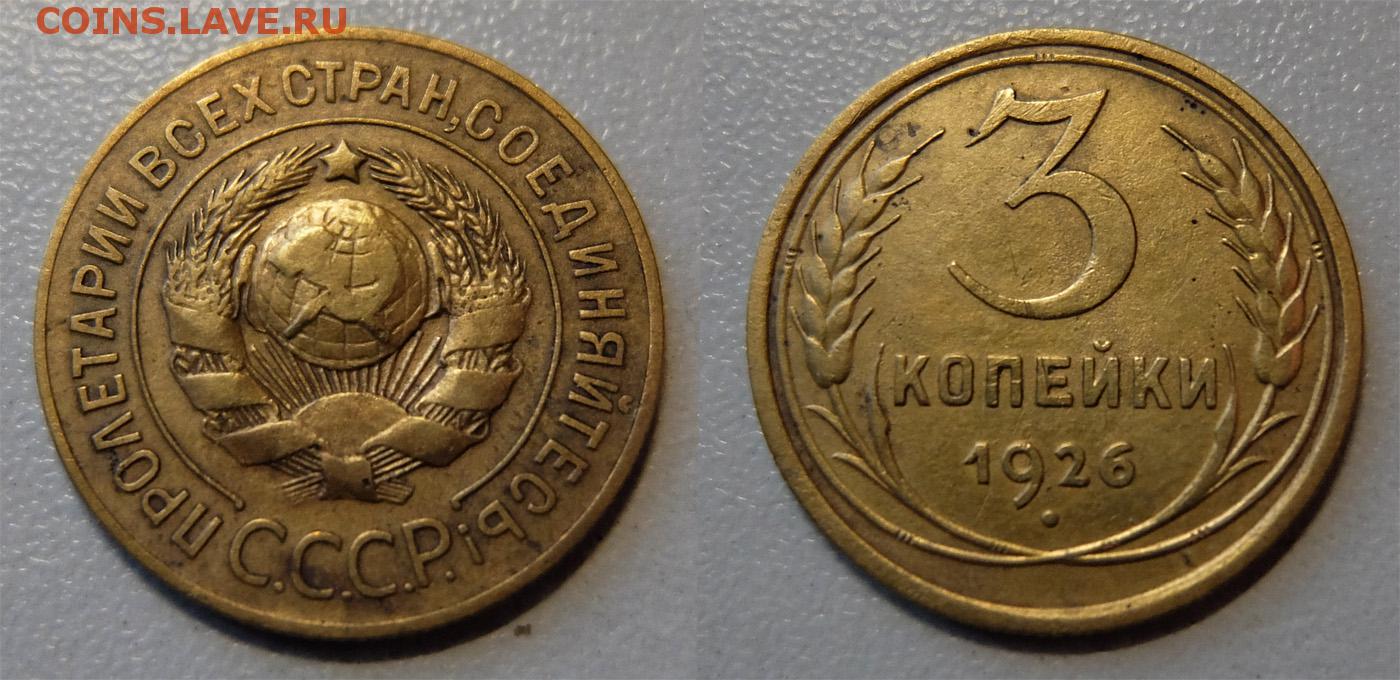 COINS.LAVE.RU
ПРОЛЕТАРИИ ВСЕХ СТРАН, СОЕДИНЯЙТЕСЬ!
С.С.С.Р.
3
КОПЕЙКИ
1926